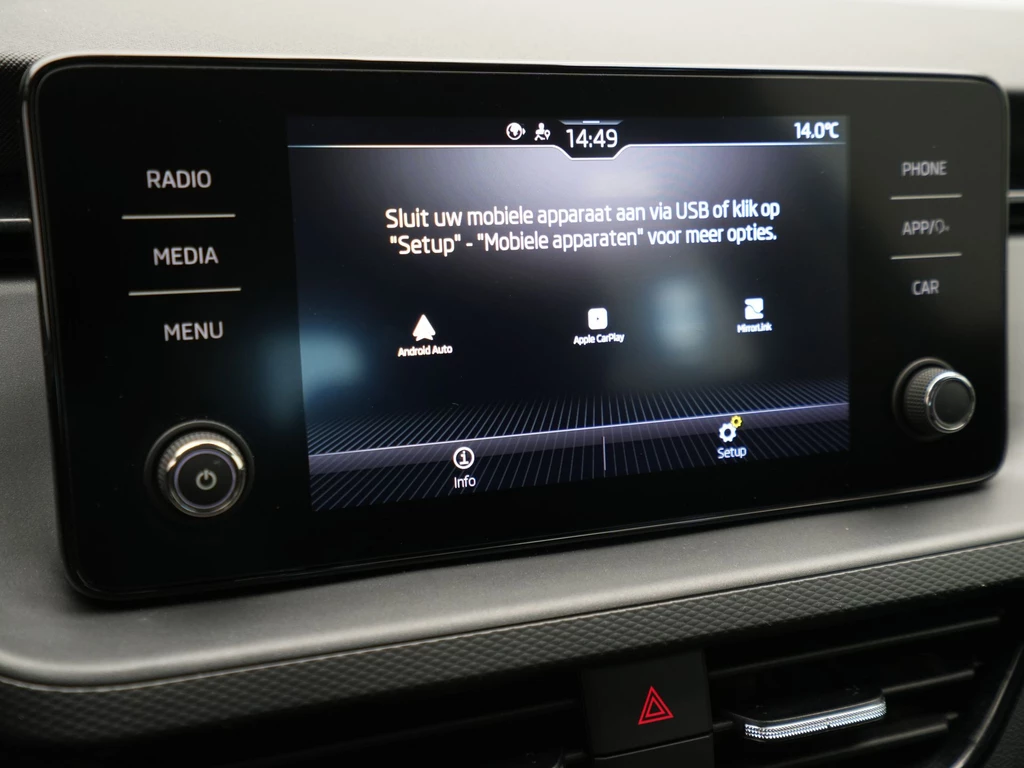 RADIO
MEDIA
MENU
14:49
14.0°C
Sluit uw mobiele apparaat aan via USB of klik op
"Setup" - "Mobiele apparaten" voor meer opties.
Android Auto
Apple CarPlay
MirrorLink
Info
Setup
PHONE
APP/
CAR